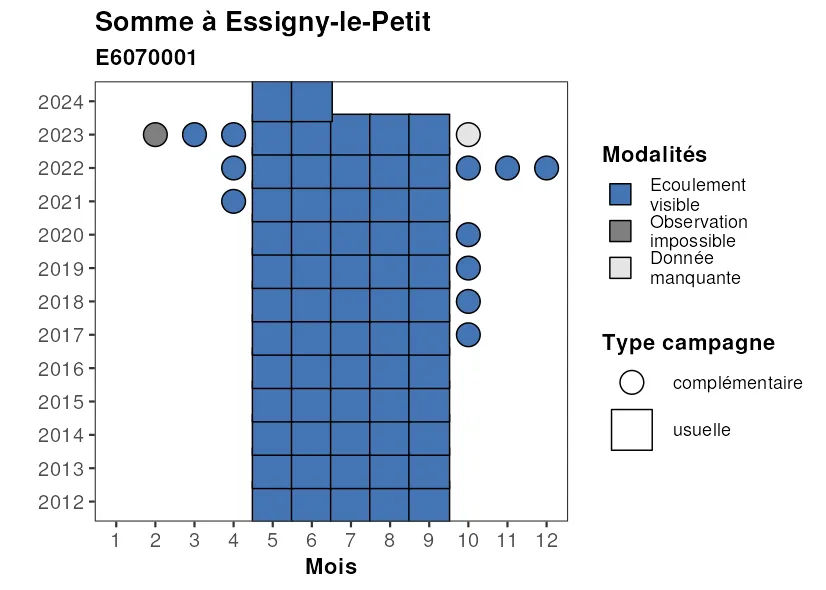 Somme à Essigny-le-Petit
E6070001
2024
2023
2022
2021
2020
2019
2018
2017
2016
2015
2014
2013
2012
1 2 3 4 5 6 7 8 9 10 11 12
Mois
Modalités
Ecoulement
visible
Observation
impossible
Donnée
manquante
Type campagne
complémentaire
usuelle